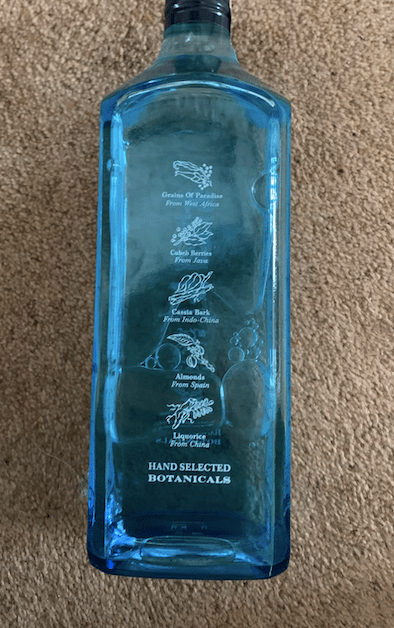 Grains Of Paradise
From West Africa
Cubeb Berries
From Java
Cassia Bark
From Indo-China
Almonds
From Spain
Liquorice
From China
HAND SELECTED
BOTANICALS